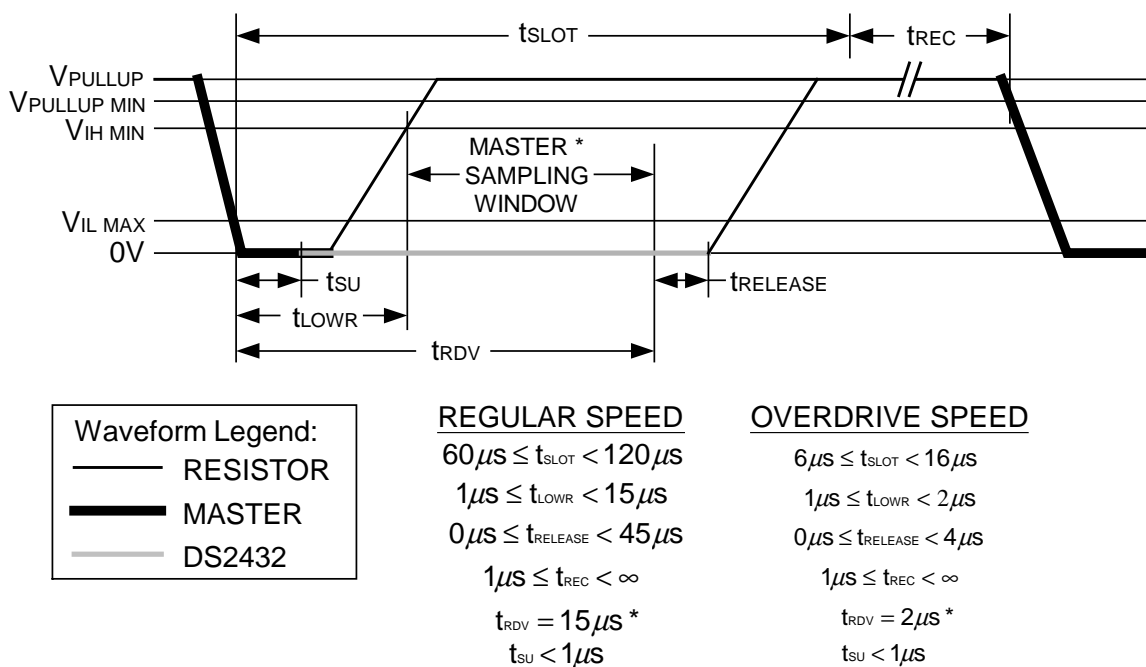 tSLOT
tREC
VPULLUP
VPULLUP MIN
VIH MIN
MASTER *
SAMPLING
WINDOW
VIL MAX
0V
tSU
tRELEASE
tLOWR
tRDV
Waveform Legend:
RESISTOR
MASTER
DS2432
REGULAR SPEED
60µs ≤ tSLOT < 120µs
1µs ≤ tLOWR < 15µs
0µs ≤ tRELEASE < 45µs
1µs ≤ tREC < ∞
tRDV = 15µs *
tSU < 1µs
OVERDRIVE SPEED
6µs ≤ tSLOT < 16µs
1µs ≤ tLOWR < 2µs
0µs ≤ tRELEASE < 4µs
1µs ≤ tREC < ∞
tRDV = 2µs *
tSU < 1µs